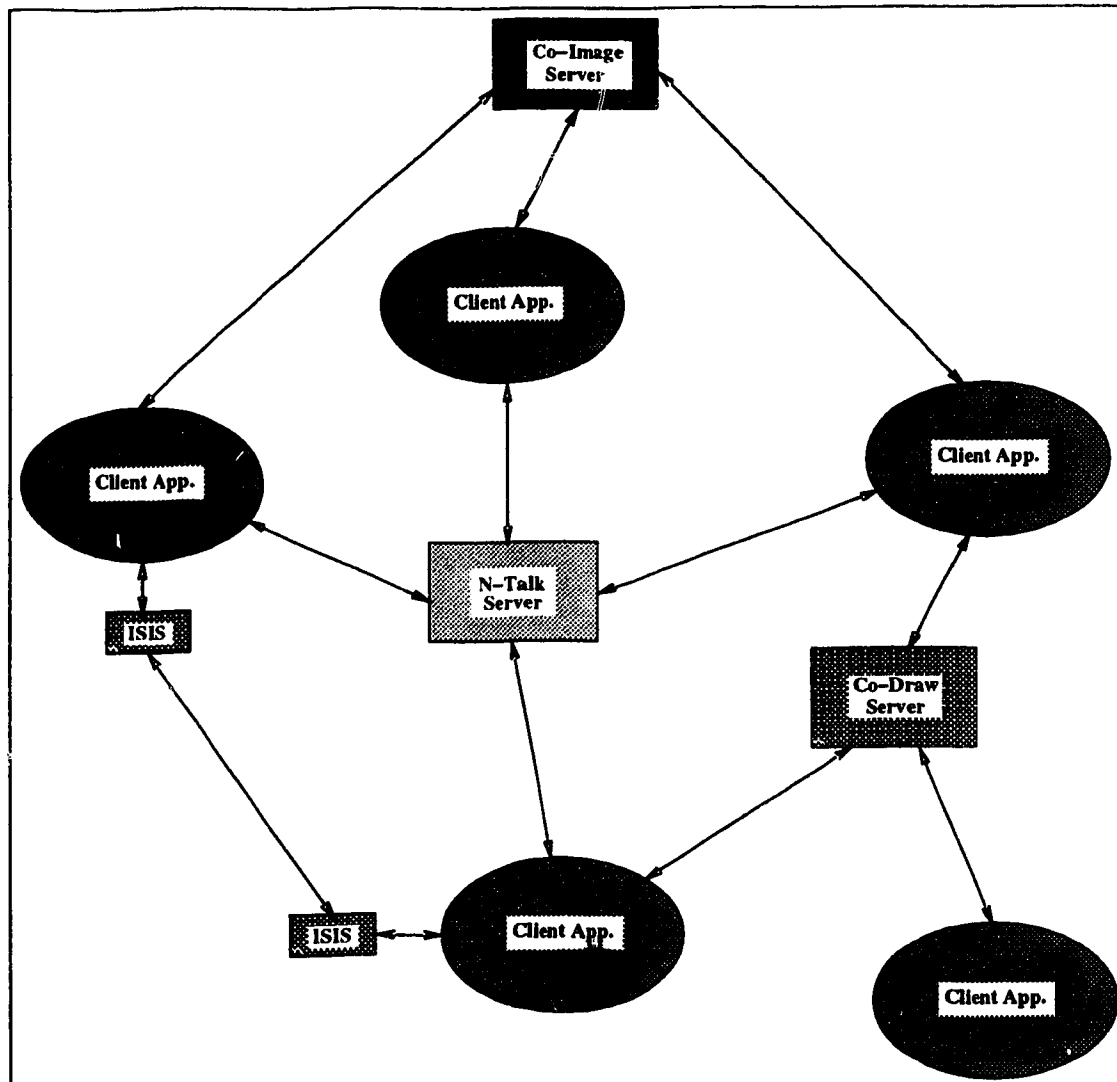 Co-Image
Server
Client App.
Client App.
Client App.
N-Talk
Server
ISIS
Co-Draw
Server
ISIS
Client App.
Client App.